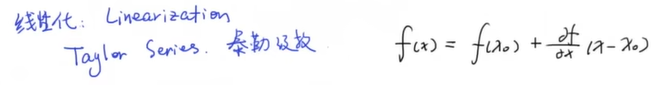 线性化: Linearization
Taylor Series. 泰勒级数
f(x) = f(x₀) + ∂f/∂x (x-x₀)